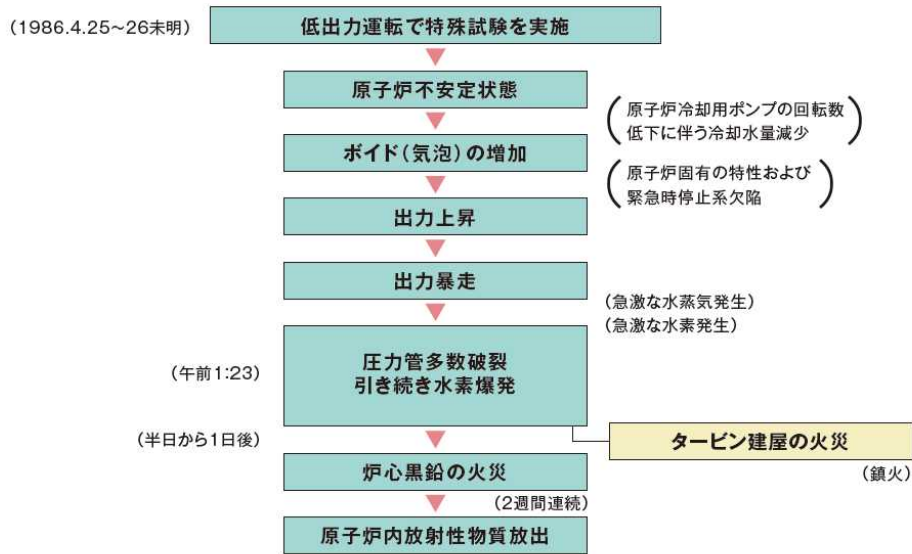 (1986.4.25～26未明)
低出力運転で特殊試験を実施
原子炉不安定状態
(原子炉冷却用ポンプの回転数
低下に伴う冷却水量減少)
ボイド(気泡)の増加
(原子炉固有の特性および
緊急時停止系欠陥)
出力上昇
出力暴走
(急激な水蒸気発生)
(急激な水素発生)
(午前1:23)
圧力管多数破裂
引き続き水素爆発
(半日から1日後)
タービン建屋の火災
(鎮火)
炉心黒鉛の火災
(2週間連続)
原子炉内放射性物質放出